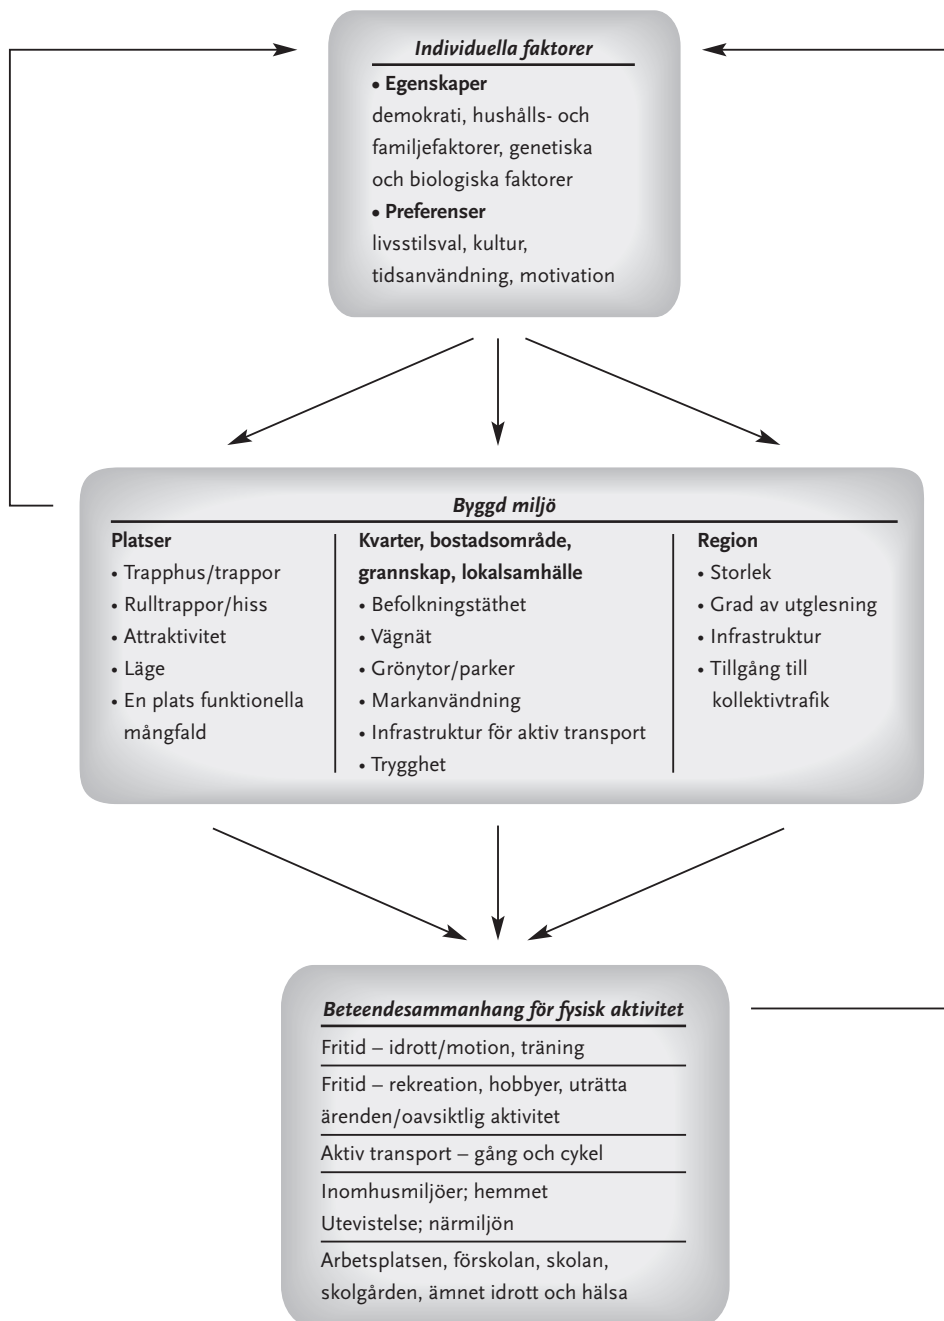 Individuella faktorer
• Egenskaper
demokrati, hushålls- och
familjefaktorer, genetiska
och biologiska faktorer
• Preferenser
livsstilsval, kultur,
tidsanvändning, motivation
Byggd miljö
Platser
• Trapphus/trappor
• Rulltrappor/hiss
• Attraktivitet
• Läge
• En plats funktionella
mångfald
Kvarter, bostadsområde,
grannskap, lokalsamhälle
• Befolkningstäthet
• Vägnät
• Grönytor/parker
• Markanvändning
• Infrastruktur för aktiv transport
• Trygghet
Region
• Storlek
• Grad av utglesning
• Infrastruktur
• Tillgång till
kollektivtrafik
Beteendesammanhang för fysisk aktivitet
Fritid – idrott/motion, träning
Fritid – rekreation, hobbyer, uträtta
ärenden/oavsiktlig aktivitet
Aktiv transport – gång och cykel
Inomhusmiljöer; hemmet
Utevistelse; närmiljön
Arbetsplatsen, förskolan, skolan,
skolgården, ämnet idrott och hälsa